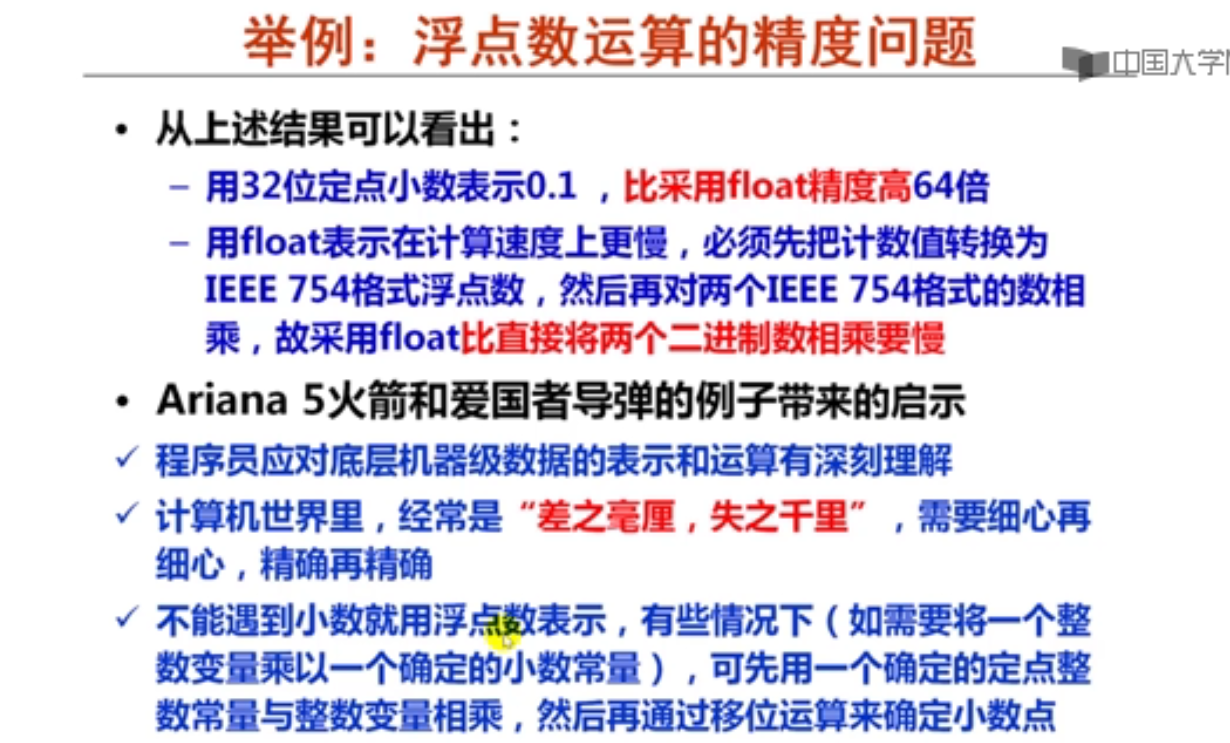 举例：浮点数运算的精度问题
中国大学
• 从上述结果可以看出：
– 用32位定点小数表示0.1 ，比采用float精度高64倍
– 用float表示在计算速度上更慢，必须先把计数值转换为
IEEE 754格式浮点数，然后再对两个IEEE 754格式的数相
乘，故采用float比直接将两个二进制数相乘要慢
• Ariana 5火箭和爱国者导弹的例子带来的启示
✓ 程序员应对底层机器级数据的表示和运算有深刻理解
✓ 计算机世界里，经常是“差之毫厘，失之千里”，需要细心再
细心，精确再精确
✓ 不能遇到小数就用浮点数表示，有些情况下（如需要将一个整
数变量乘以一个确定的小数常量），可先用一个确定的定点整
数常量与整数变量相乘，然后再通过移位运算来确定小数点